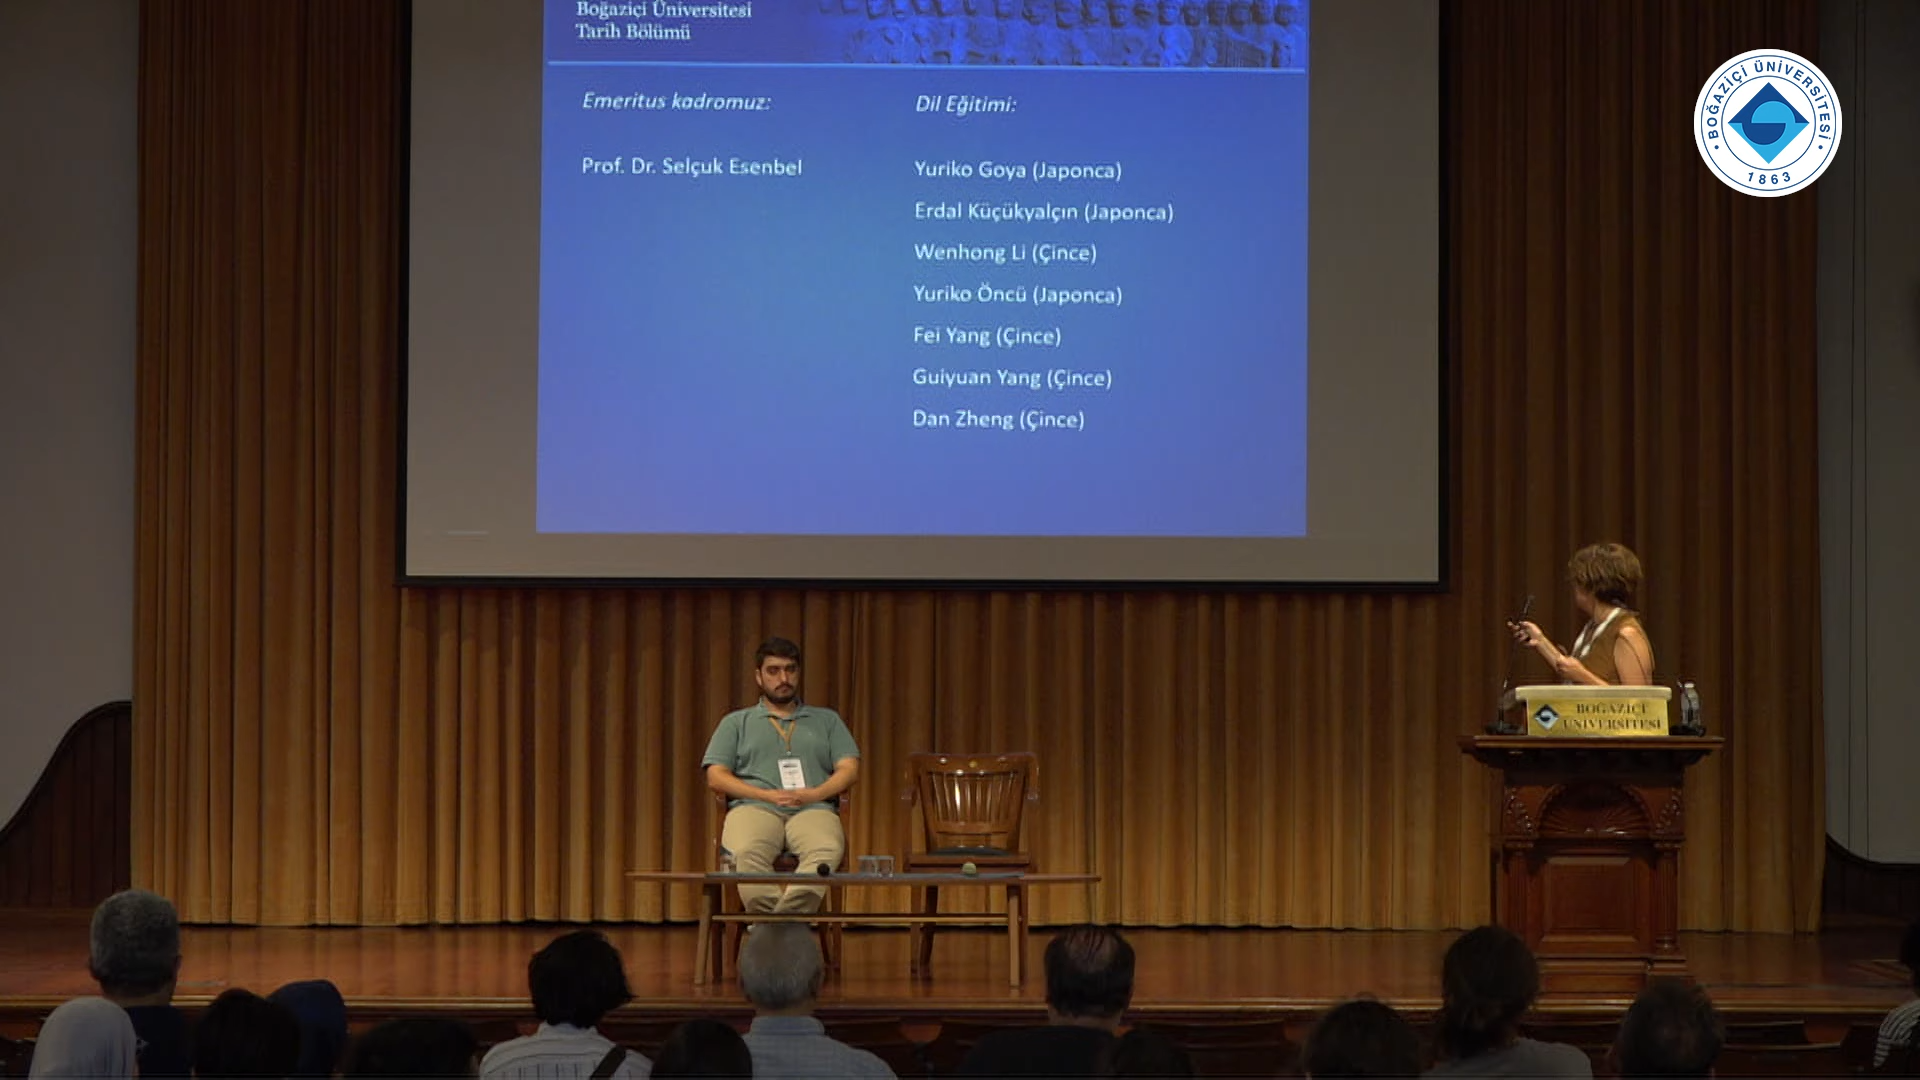 Boğaziçi Üniversitesi
Tarih Bölümü
Emeritus kadromuz:
Prof. Dr. Selçuk Esenbel
Dil Eğitimi:
Yuriko Goya (Japonca)
Erdal Küçükyalçın (Japonca)
Wenhong Li (Çince)
Yuriko Öncü (Japonca)
Fei Yang (Çince)
Guiyuan Yang (Çince)
Dan Zheng (Çince)
BOĞAZİÇİ ÜNİVERSİTESİ
1863
BOĞAZİÇİ
ÜNİVERSİTESİ